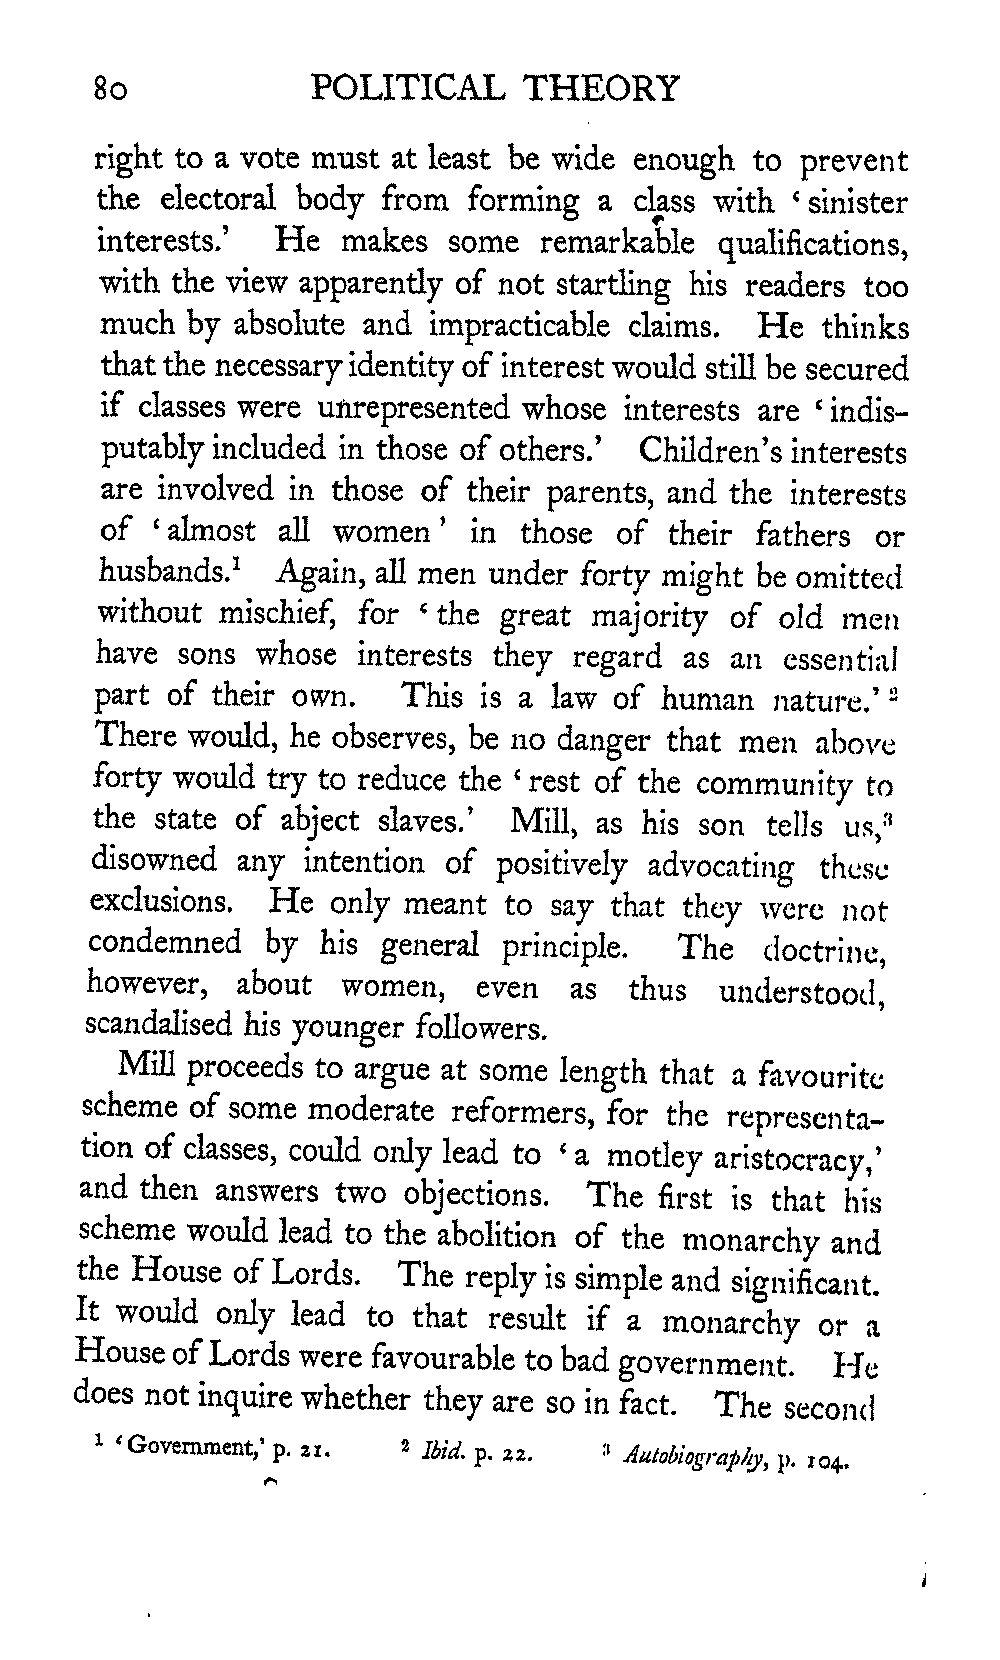 80 POLITICAL THEORY
right to a vote must at least be wide enough to prevent
the electoral body from forming a class with ‘ sinister
interests.’ He makes some remarkable qualifications,
with the view apparently of not startling his readers too
much by absolute and impracticable claims. He thinks
that the necessary identity of interest would still be secured
if classes were unrepresented whose interests are ‘ indis-
putably included in those of others.’ Children's interests
are involved in those of their parents, and the interests
of ‘ almost all women ’ in those of their fathers or
husbands.¹ Again, all men under forty might be omitted
without mischief, for ‘ the great majority of old men
have sons whose interests they regard as an essential
part of their own. This is a law of human nature.’ ²
There would, he observes, be no danger that men above
forty would try to reduce the ‘ rest of the community to
the state of abject slaves.’ Mill, as his son tells us,³
disowned any intention of positively advocating these
exclusions. He only meant to say that they were not
condemned by his general principle. The doctrine,
however, about women, even as thus understood,
scandalised his younger followers.
Mill proceeds to argue at some length that a favourite
scheme of some moderate reformers, for the representa-
tion of classes, could only lead to ‘ a motley aristocracy,’
and then answers two objections. The first is that his
scheme would lead to the abolition of the monarchy and
the House of Lords. The reply is simple and significant.
It would only lead to that result if a monarchy or a
House of Lords were favourable to bad government. He
does not inquire whether they are so in fact. The second
¹ ‘Government,’ p. 21. ² Ibid. p. 22. ³ Autobiography, p. 104.